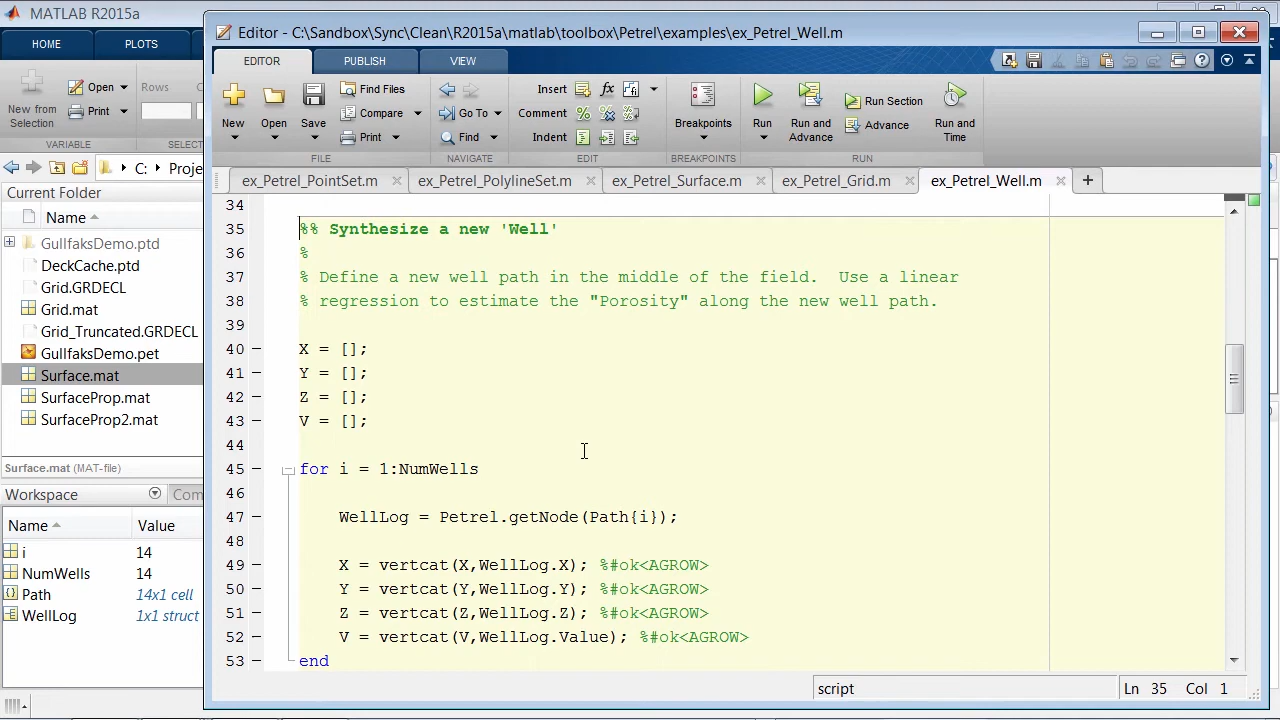 MATLAB R2015a
HOME
PLOTS
New from
Selection
Open
Print
Rows
VARIABLE
SELECT
C:
Proje
Current Folder
Name
GullfaksDemo.ptd
DeckCache.ptd
Grid.GRDECL
Grid.mat
Grid_Truncated.GRDECL
GullfaksDemo.pet
Surface.mat
SurfaceProp.mat
SurfaceProp2.mat
Surface.mat (MAT-file)
Workspace
Com
Name
Value
i
14
NumWells
14
Path
14x1 cell
WellLog
1x1 struct
Editor - C:\Sandbox\Sync\Clean\R2015a\matlab\toolbox\Petrel\examples\ex_Petrel_Well.m
EDITOR
PUBLISH
VIEW
New
Open
Save
Find Files
Compare
Print
FILE
Go To
Find
NAVIGATE
Insert
Comment
Indent
EDIT
Breakpoints
BREAKPOINTS
Run
Run and
Advance
Run Section
Advance
Run and
Time
RUN
ex_Petrel_PointSet.m
ex_Petrel_PolylineSet.m
ex_Petrel_Surface.m
ex_Petrel_Grid.m
ex_Petrel_Well.m
34
35 %% Synthesize a new 'Well'
36 %
37 % Define a new well path in the middle of the field. Use a linear
38 % regression to estimate the "Porosity" along the new well path.
39
40 X = [];
41 Y = [];
42 Z = [];
43 V = [];
44
45 for i = 1:NumWells
46
47 WellLog = Petrel.getNode(Path{i});
48
49 X = vertcat(X,WellLog.X); %#ok<AGROW>
50 Y = vertcat(Y,WellLog.Y); %#ok<AGROW>
51 Z = vertcat(Z,WellLog.Z); %#ok<AGROW>
52 V = vertcat(V,WellLog.Value); %#ok<AGROW>
53 end
script
Ln 35 Col 1